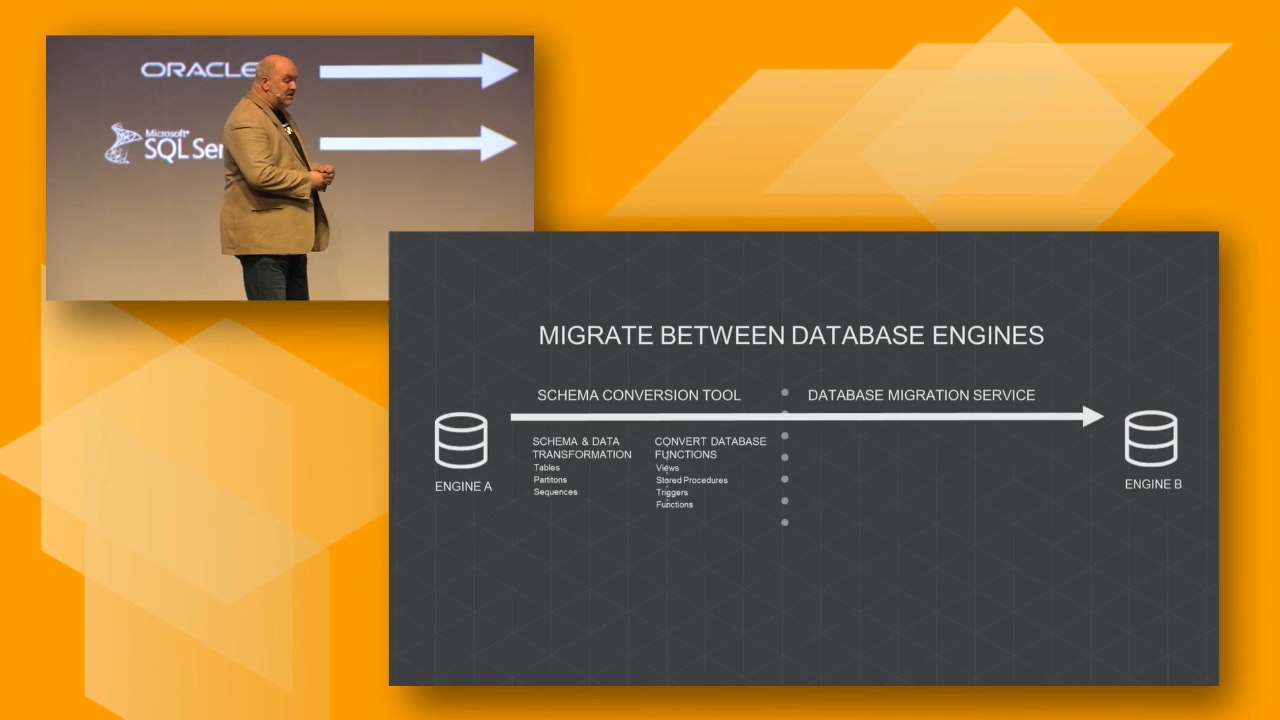 ORACLE
Microsoft®
SQL Ser
MIGRATE BETWEEN DATABASE ENGINES
SCHEMA CONVERSION TOOL
DATABASE MIGRATION SERVICE
ENGINE A
SCHEMA & DATA
TRANSFORMATION
Tables
Partitons
Sequences
CONVERT DATABASE
FUNCTIONS
Views
Stored Procedures
Triggers
Functions
ENGINE B